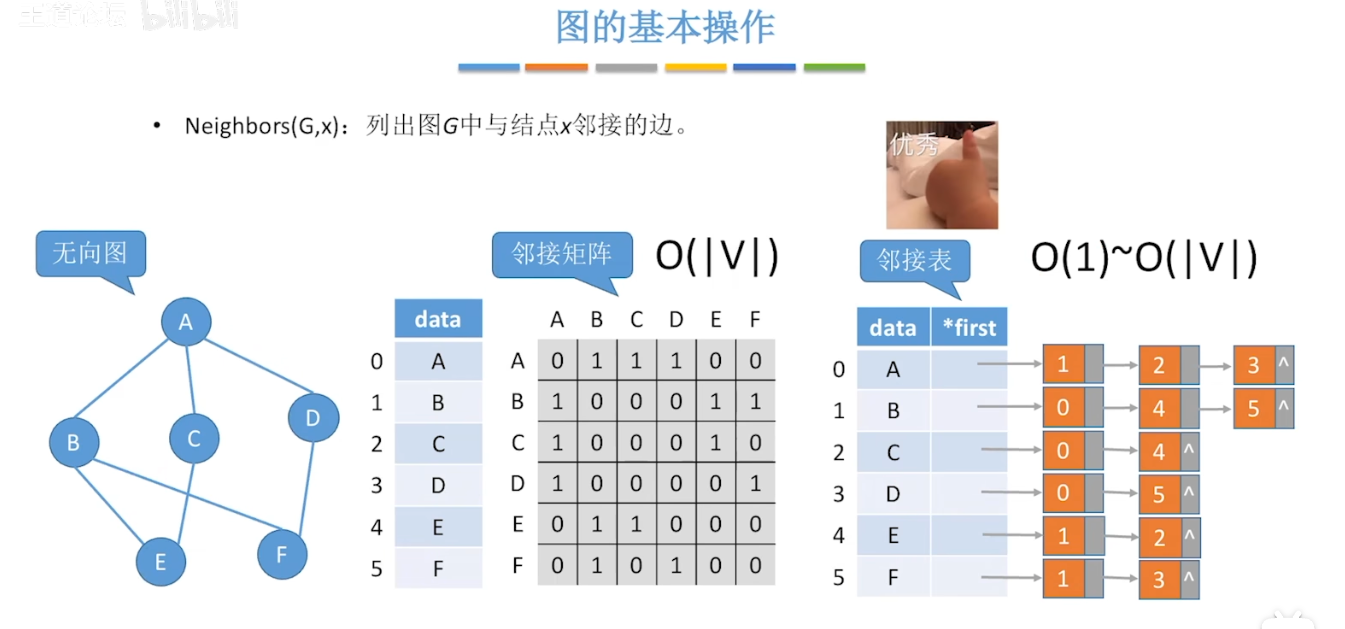 王道论坛 bilibili
图的基本操作
• Neighbors(G,x)：列出图G中与结点x邻接的边。
优秀
无向图
A
B
C
D
E
F
邻接矩阵 O(|V|)
data
0 A
1 B
2 C
3 D
4 E
5 F
A B C D E F
A 0 1 1 1 0 0
B 1 0 0 0 1 1
C 1 0 0 0 1 0
D 1 0 0 0 0 1
E 0 1 1 0 0 0
F 0 1 0 1 0 0
邻接表 O(1)~O(|V|)
data *first
0 A 1 2 3 ^
1 B 0 4 5 ^
2 C 0 4 ^
3 D 0 5 ^
4 E 1 2 ^
5 F 1 3 ^